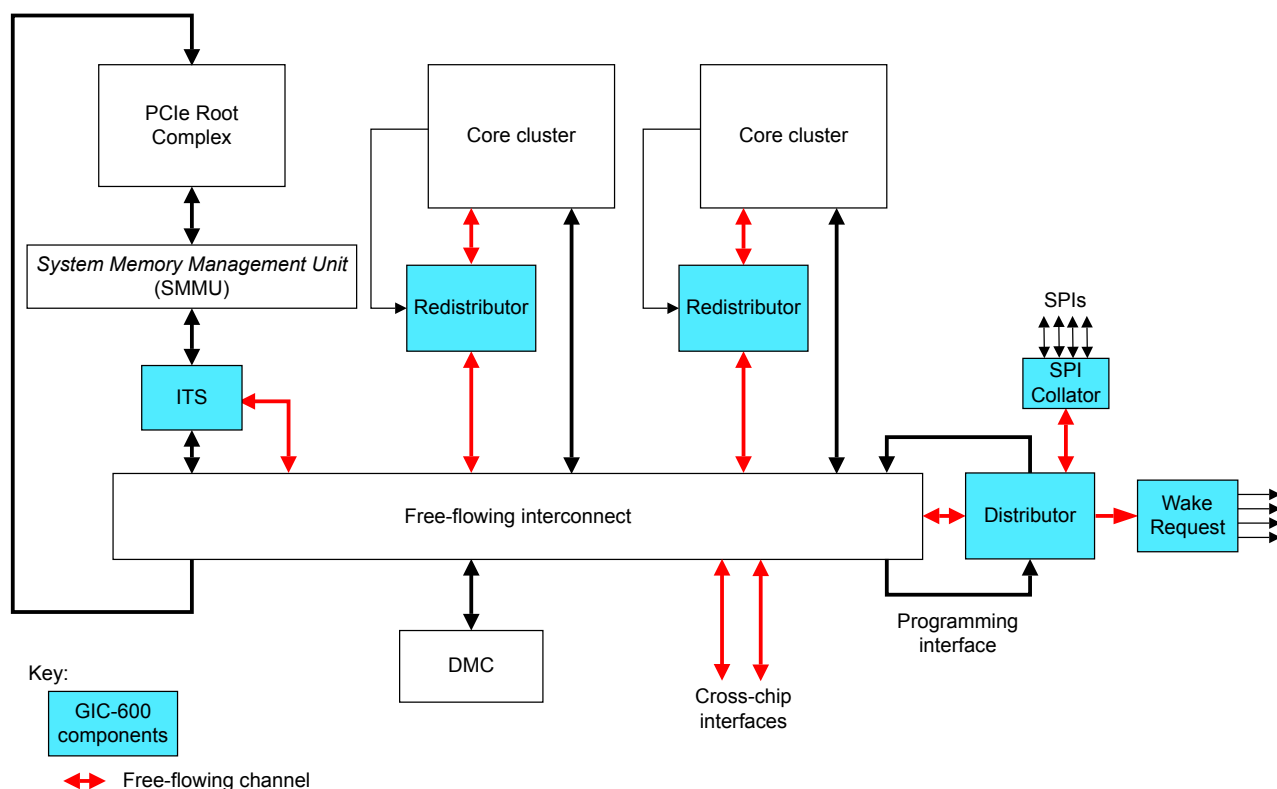 PCIe Root
Complex
Core cluster
Core cluster
System Memory Management Unit
(SMMU)
Redistributor
Redistributor
SPIs
SPI
Collator
ITS
Free-flowing interconnect
Distributor
Wake
Request
Programming
interface
DMC
Cross-chip
interfaces
Key:
GIC-600
components
Free-flowing channel